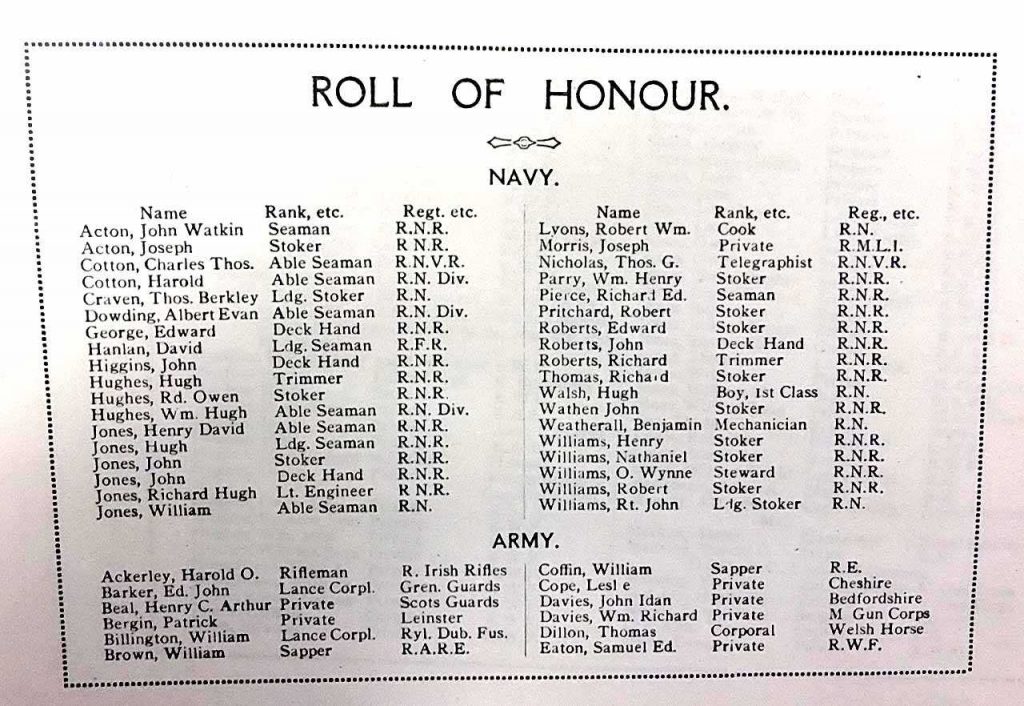 ROLL OF HONOUR.
NAVY.
Name Rank, etc. Regt. etc.
Acton, John Watkin Seaman R.N.R.
Acton, Joseph Stoker R N.R.
Cotton, Charles Thos. Able Seaman R.N.V.R.
Cotton, Harold Able Seaman R.N. Div.
Craven, Thos. Berkley Ldg. Stoker R.N.
Dowding, Albert Evan Able Seaman R.N. Div.
George, Edward Deck Hand R.N.R.
Hanlan, David Ldg. Seaman R.F.R.
Higgins, John Deck Hand R.N.R.
Hughes, Hugh Trimmer R.N.R.
Hughes, Rd. Owen Stoker R.N.R.
Hughes, Wm. Hugh Able Seaman R.N. Div.
Jones, Henry David Able Seaman R.N.R.
Jones, Hugh Ldg. Seaman R.N.R.
Jones, John Stoker R.N.R.
Jones, John Deck Hand R.N.R.
Jones, Richard Hugh Lt. Engineer R N.R.
Jones, William Able Seaman R.N.
Name Rank, etc. Reg., etc.
Lyons, Robert Wm. Cook R.N.
Morris, Joseph Private R.M.L.I.
Nicholas, Thos. G. Telegraphist R.N.V.R.
Parry, Wm. Henry Stoker R.N.R.
Pierce, Richard Ed. Seaman R.N.R.
Pritchard, Robert Stoker R.N.R.
Roberts, Edward Stoker R.N.R.
Roberts, John Deck Hand R.N.R.
Roberts, Richard Trimmer R.N.R.
Thomas, Richard Stoker R.N.R.
Walsh, Hugh Boy, 1st Class R.N.
Wathen John Stoker R.N.R.
Weatherall, Benjamin Mechanician R.N.
Williams, Henry Stoker R.N.R.
Williams, Nathaniel Stoker R.N.R.
Williams, O. Wynne Steward R.N.R.
Williams, Robert Stoker R.N.R.
Williams, Rt. John Ldg. Stoker R.N.
ARMY.
Ackerley, Harold O. Rifleman R. Irish Rifles
Barker, Ed. John Lance Corpl. Gren. Guards
Beal, Henry C. Arthur Private Scots Guards
Bergin, Patrick Private Leinster
Billington, William Lance Corpl. Ryl. Dub. Fus.
Brown, William Sapper R.A.R.E.
Coffin, William Sapper R.E.
Cope, Lesl e Private Cheshire
Davies, John Idan Private Bedfordshire
Davies, Wm. Richard Private M Gun Corps
Dillon, Thomas Corporal Welsh Horse
Eaton, Samuel Ed. Private R.W.F.